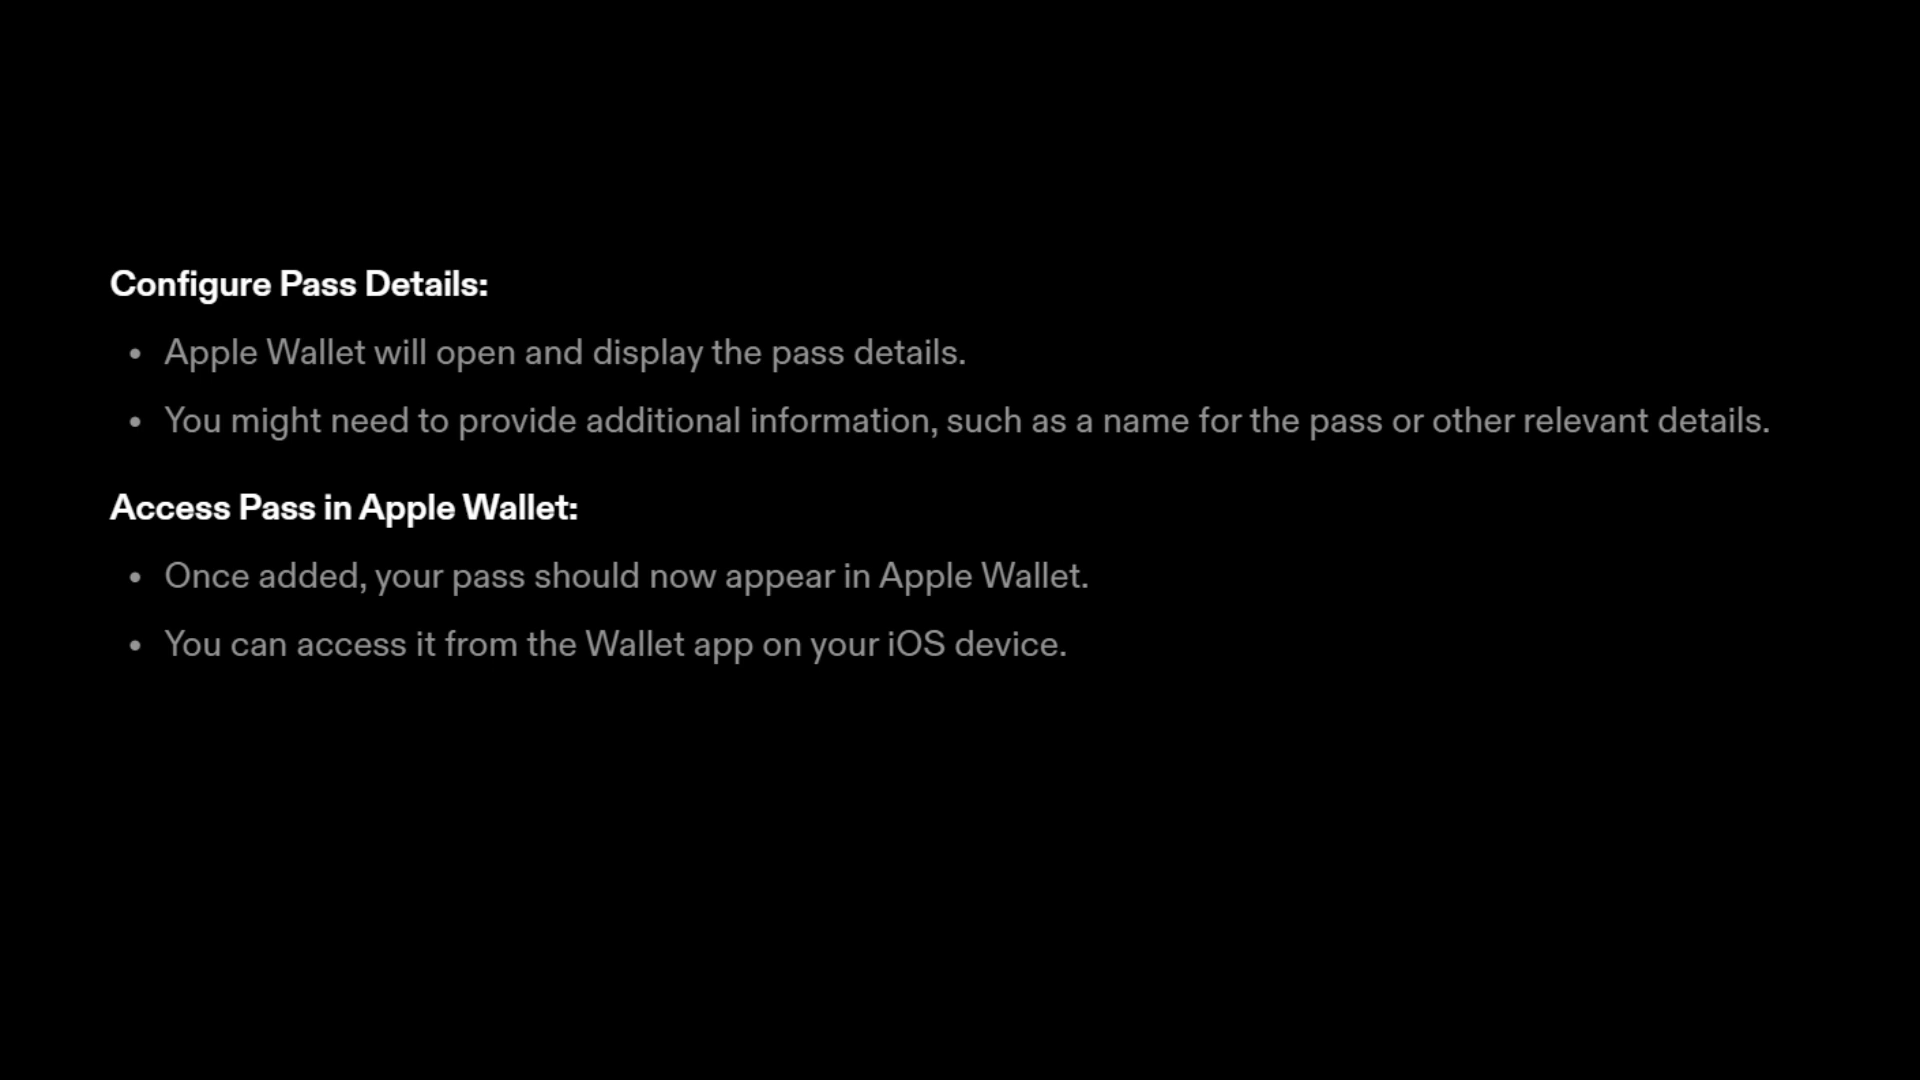 Configure Pass Details:
• Apple Wallet will open and display the pass details.
• You might need to provide additional information, such as a name for the pass or other relevant details.
Access Pass in Apple Wallet:
• Once added, your pass should now appear in Apple Wallet.
• You can access it from the Wallet app on your iOS device.